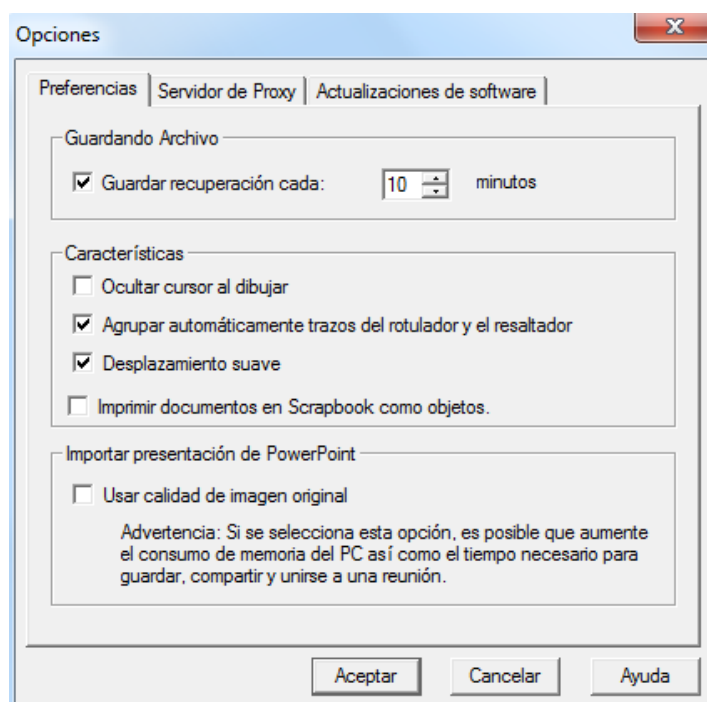 Opciones
Preferencias Servidor de Proxy Actualizaciones de software
Guardando Archivo
Guardar recuperación cada: 10 minutos
Características
Ocultar cursor al dibujar
Agrupar automáticamente trazos del rotulador y el resaltador
Desplazamiento suave
Imprimir documentos en Scrapbook como objetos.
Importar presentación de PowerPoint
Usar calidad de imagen original
Advertencia: Si se selecciona esta opción, es posible que aumente
el consumo de memoria del PC así como el tiempo necesario para
guardar, compartir y unirse a una reunión.
Aceptar Cancelar Ayuda